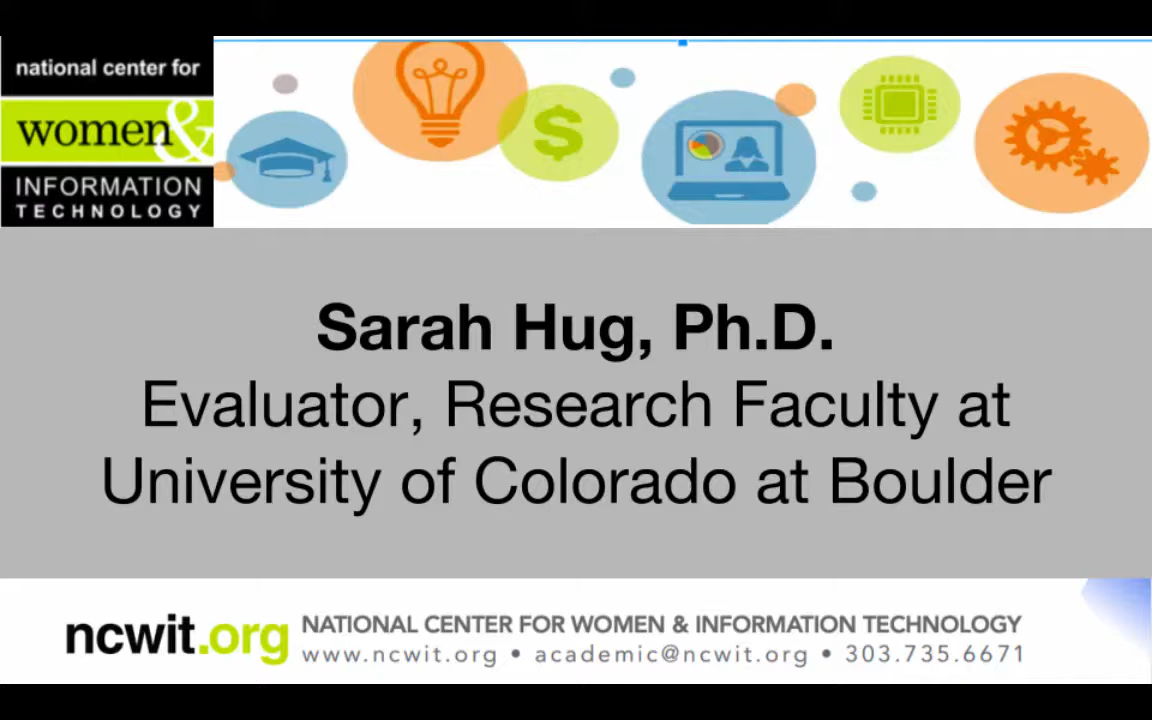 national center for
women&
INFORMATION
TECHNOLOGY
$
Sarah Hug, Ph.D.
Evaluator, Research Faculty at
University of Colorado at Boulder
ncwit.org
NATIONAL CENTER FOR WOMEN & INFORMATION TECHNOLOGY
www.ncwit.org • academic@ncwit.org • 303.735.6671